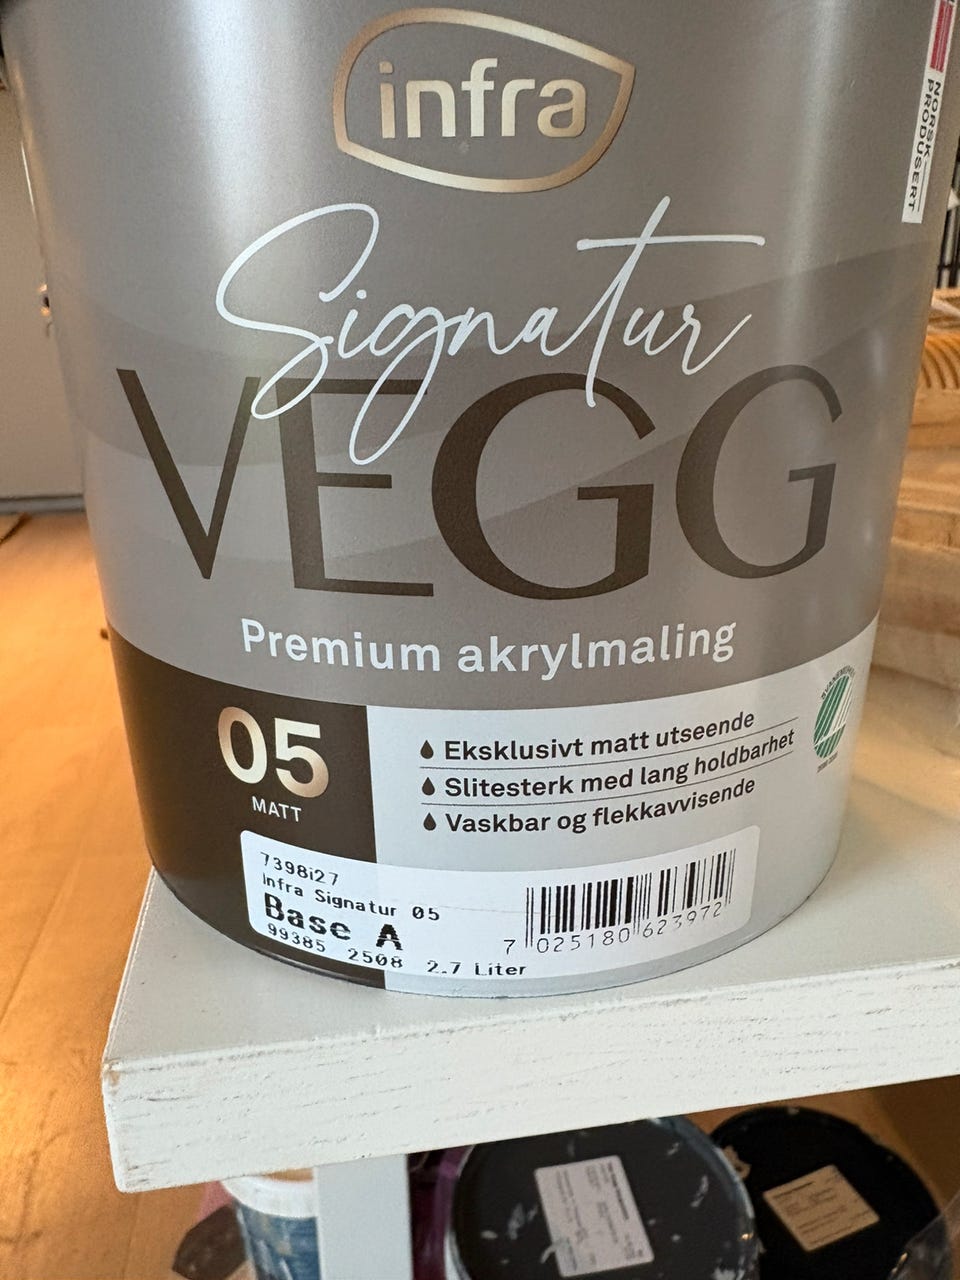 infra
NORSK
PRODUSERT
Signatur
VEGG
Premium akrylmaling
05
MATT
Eksklusivt matt utseende
Slitesterk med lang holdbarhet
Vaskbar og flekkavvisende
7398i27
Infra Signatur 05
Base A
99385 2508 2.7 Liter
7 025180 623972